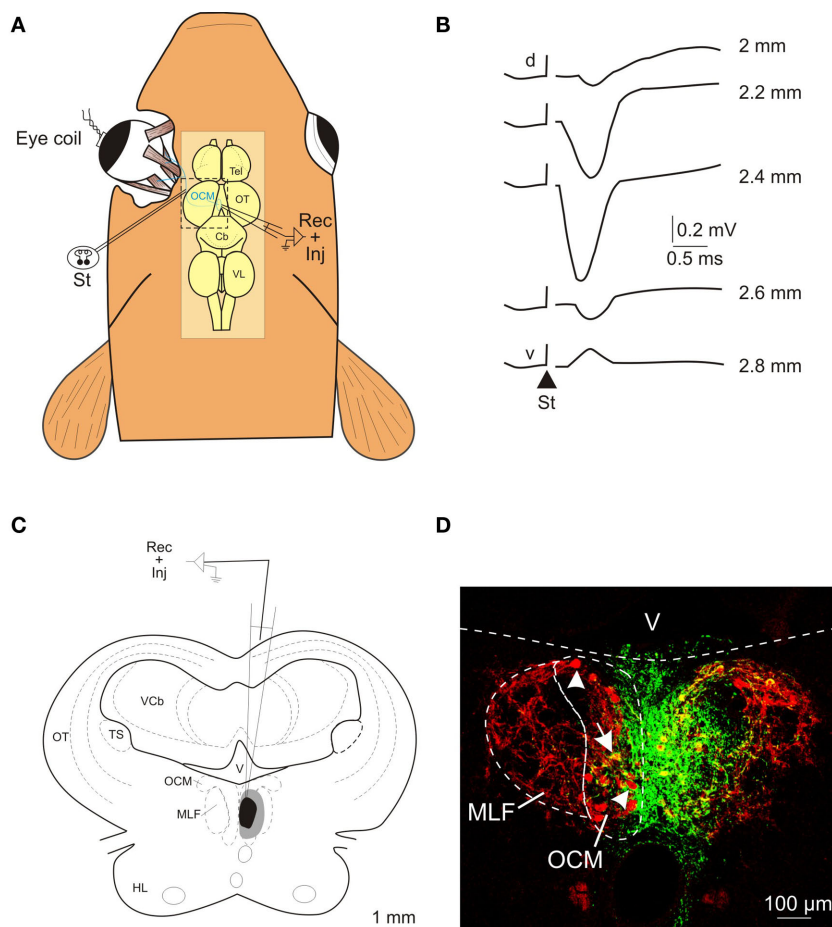 A
Eye coil
Tel
OCM
OT
Cb
Rec
+
Inj
St
VL
B
d
2 mm
2.2 mm
2.4 mm
0.2 mV
0.5 ms
2.6 mm
v
2.8 mm
St
C
Rec
+
Inj
VCb
OT
TS
V
OCM
MLF
HL
1 mm
D
V
MLF
OCM
100 µm